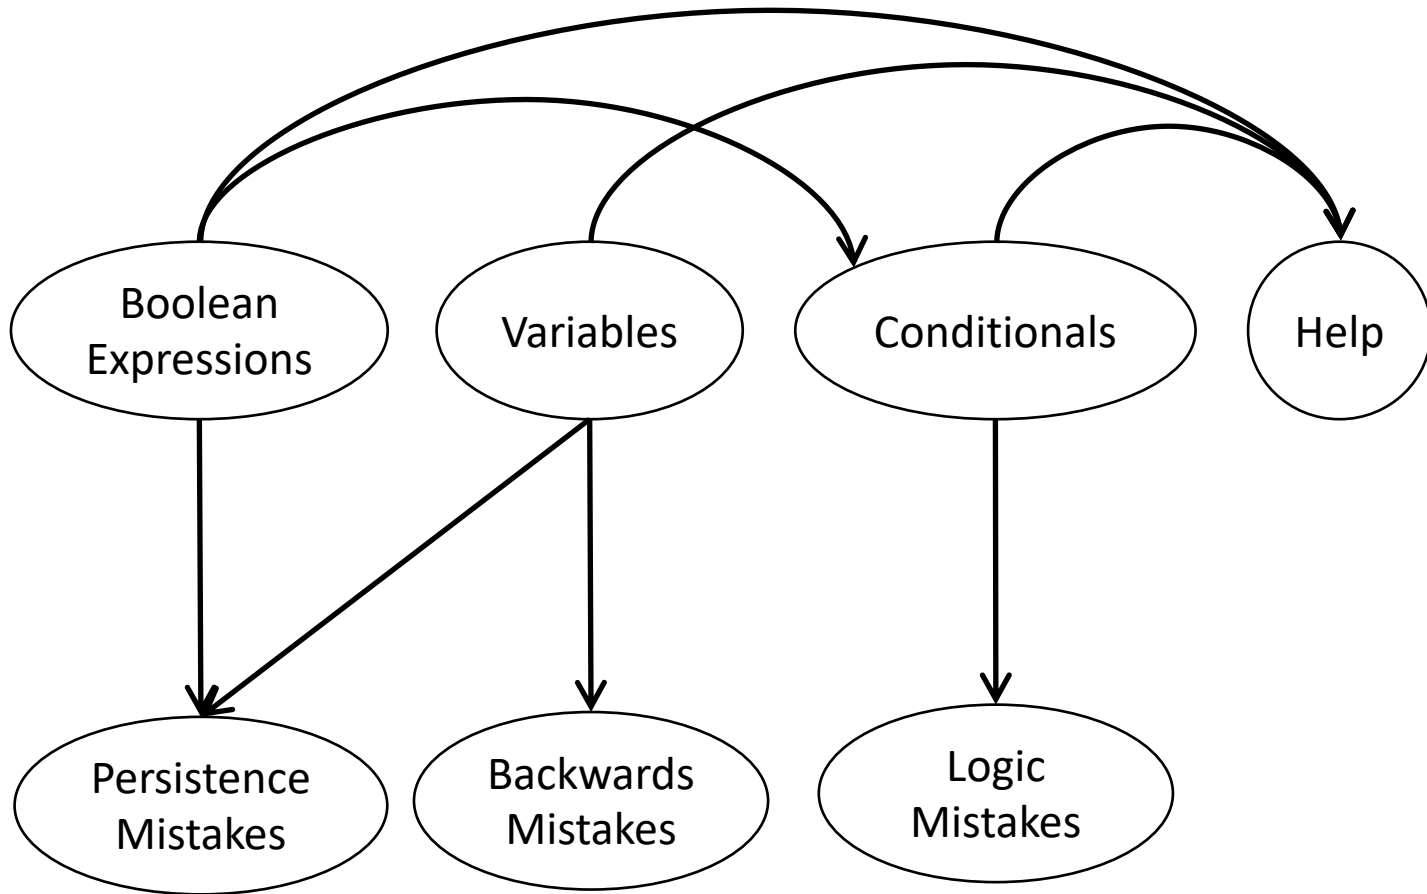 Boolean
Expressions
Variables
Conditionals
Help
Persistence
Mistakes
Backwards
Mistakes
Logic
Mistakes